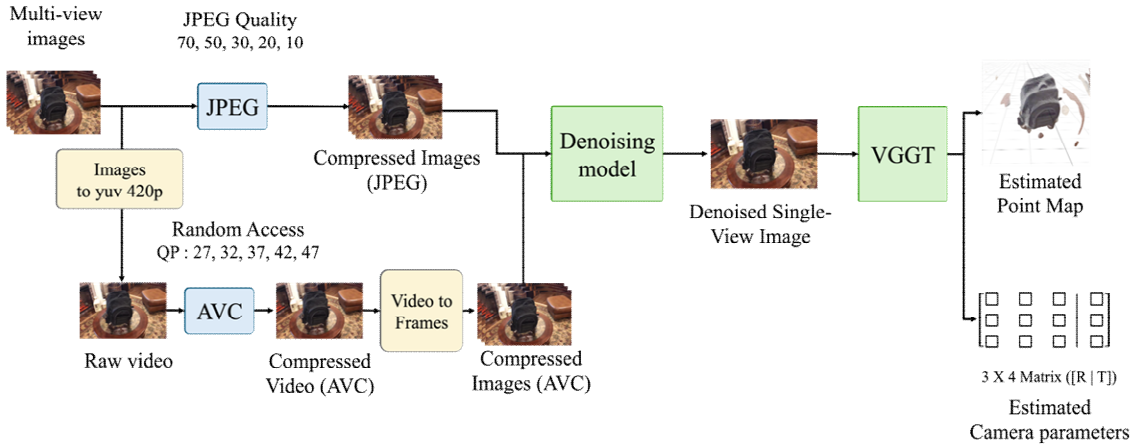 Multi-view
images
JPEG Quality
70, 50, 30, 20, 10
JPEG
Compressed Images
(JPEG)
Images
to yuv 420p
Random Access
QP : 27, 32, 37, 42, 47
Raw video
AVC
Compressed
Video (AVC)
Video to
Frames
Compressed
Images (AVC)
Denoising
model
Denoised Single-
View Image
VGGT
Estimated
Point Map
3 X 4 Matrix ([R | T])
Estimated
Camera parameters